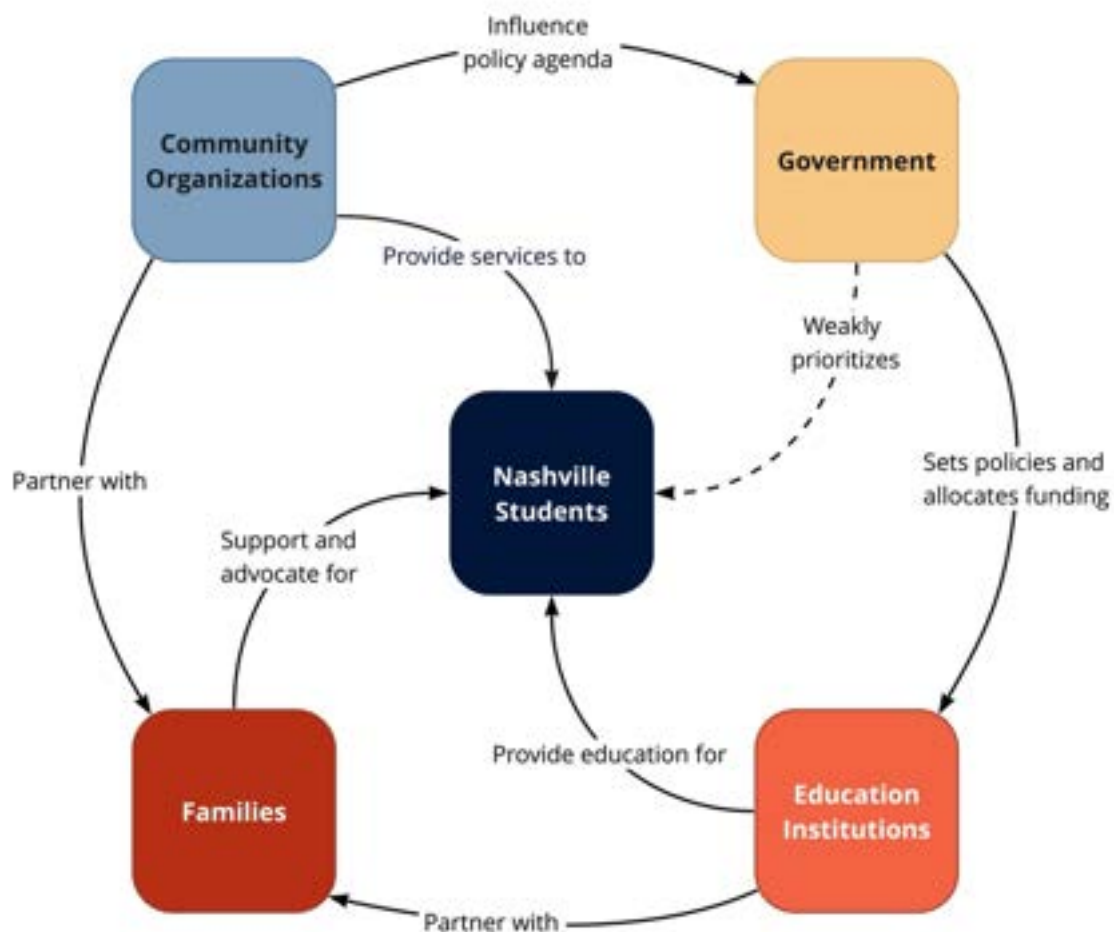 Influence
policy agenda
Community
Organizations
Government
Provide services to
Weakly
prioritizes
Partner with
Nashville
Students
Sets policies and
allocates funding
Support and
advocate for
Provide education for
Families
Education
Institutions
Partner with